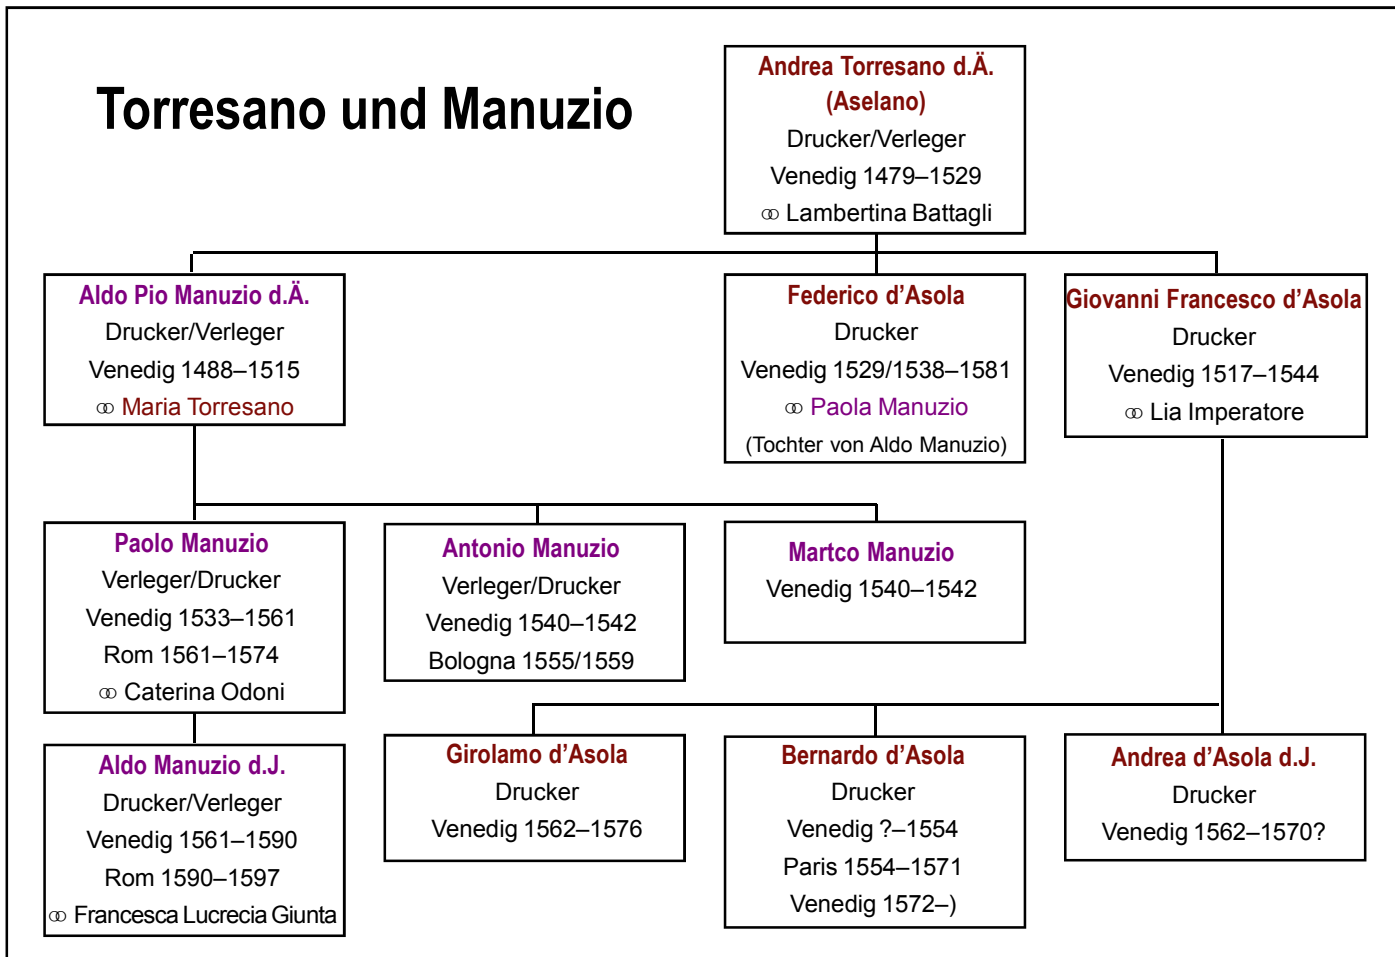 Torresano und Manuzio
Andrea Torresano d.Ä.
(Aselano)
Drucker/Verleger
Venedig 1479–1529
⚭ Lambertina Battagli
Aldo Pio Manuzio d.Ä.
Drucker/Verleger
Venedig 1488–1515
⚭ Maria Torresano
Federico d’Asola
Drucker
Venedig 1529/1538–1581
⚭ Paola Manuzio
(Tochter von Aldo Manuzio)
Giovanni Francesco d’Asola
Drucker
Venedig 1517–1544
⚭ Lia Imperatore
Paolo Manuzio
Verleger/Drucker
Venedig 1533–1561
Rom 1561–1574
⚭ Caterina Odoni
Antonio Manuzio
Verleger/Drucker
Venedig 1540–1542
Bologna 1555/1559
Martco Manuzio
Venedig 1540–1542
Aldo Manuzio d.J.
Drucker/Verleger
Venedig 1561–1590
Rom 1590–1597
⚭ Francesca Lucrecia Giunta
Girolamo d’Asola
Drucker
Venedig 1562–1576
Bernardo d’Asola
Drucker
Venedig ?–1554
Paris 1554–1571
Venedig 1572–)
Andrea d’Asola d.J.
Drucker
Venedig 1562–1570?